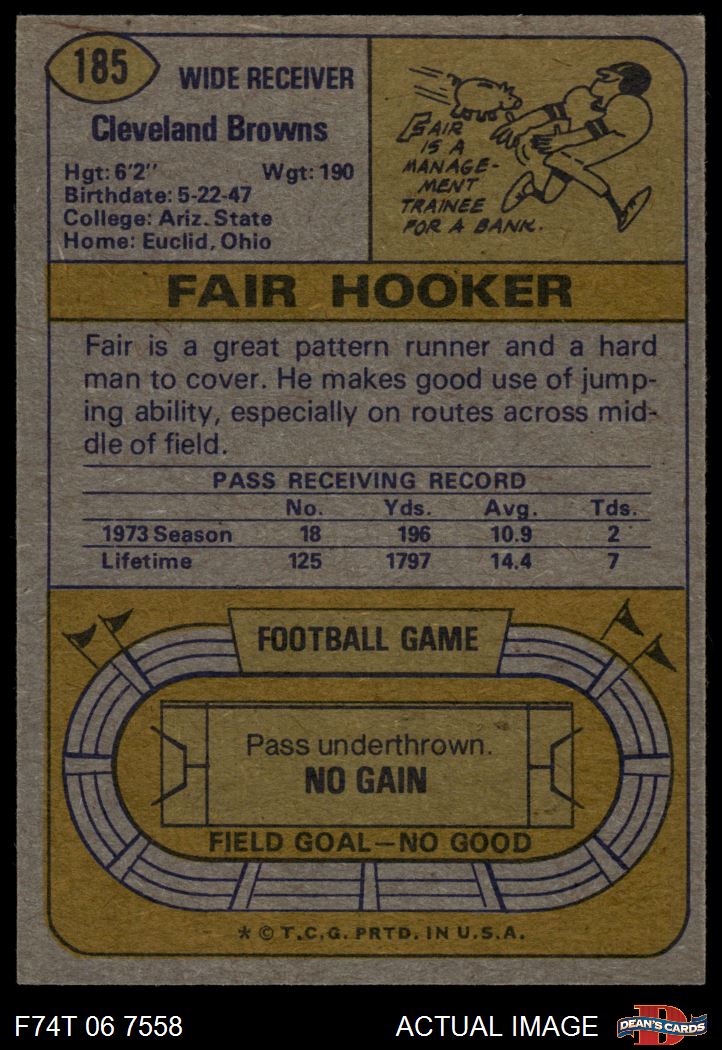 185
WIDE RECEIVER
Cleveland Browns
Hgt: 6'2" Wgt: 190
Birthdate: 5-22-47
College: Ariz. State
Home: Euclid, Ohio
FAIR
IS A
MANAGE-
MENT
TRAINEE
FOR A BANK.
FAIR HOOKER
Fair is a great pattern runner and a hard
man to cover. He makes good use of jump-
ing ability, especially on routes across mid-
dle of field.
PASS RECEIVING RECORD
No. Yds. Avg. Tds.
1973 Season 18 196 10.9 2
Lifetime 125 1797 14.4 7
FOOTBALL GAME
Pass underthrown.
NO GAIN
FIELD GOAL—NO GOOD
* © T.C.G. PRTD. IN U.S.A.
F74T 06 7558 ACTUAL IMAGE
D
DEAN'S CARDS